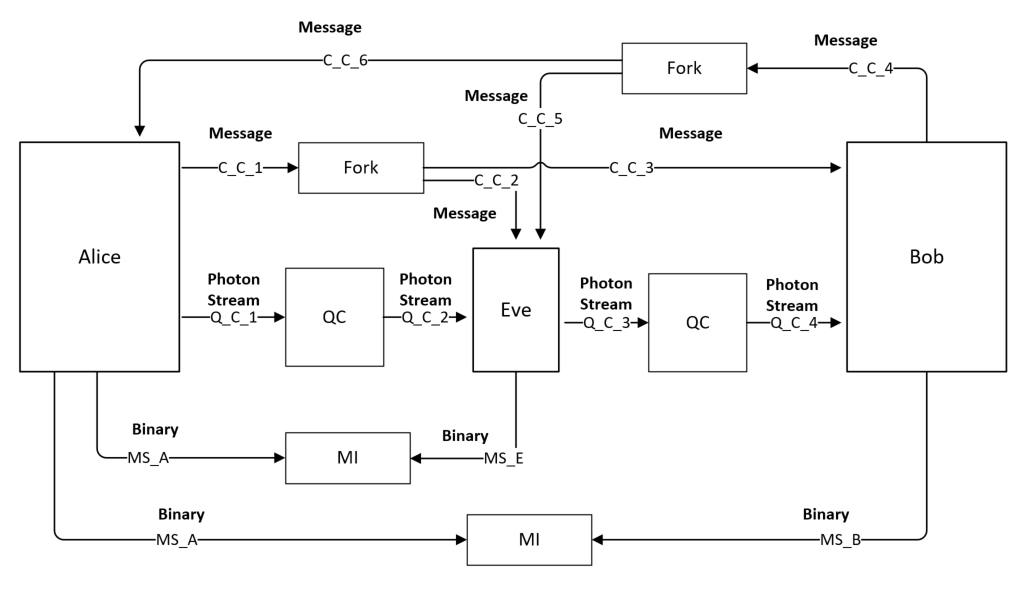 Message
C_C_6
Fork
Message
C_C_4
Message
C_C_5
Message
C_C_1
Fork
Message
C_C_3
C_C_2
Message
Alice
Bob
Eve
Photon
Stream
Q_C_1
QC
Photon
Stream
Q_C_2
Photon
Stream
Q_C_3
QC
Photon
Stream
Q_C_4
Binary
MS_A
MI
Binary
MS_E
Binary
MS_A
MI
Binary
MS_B